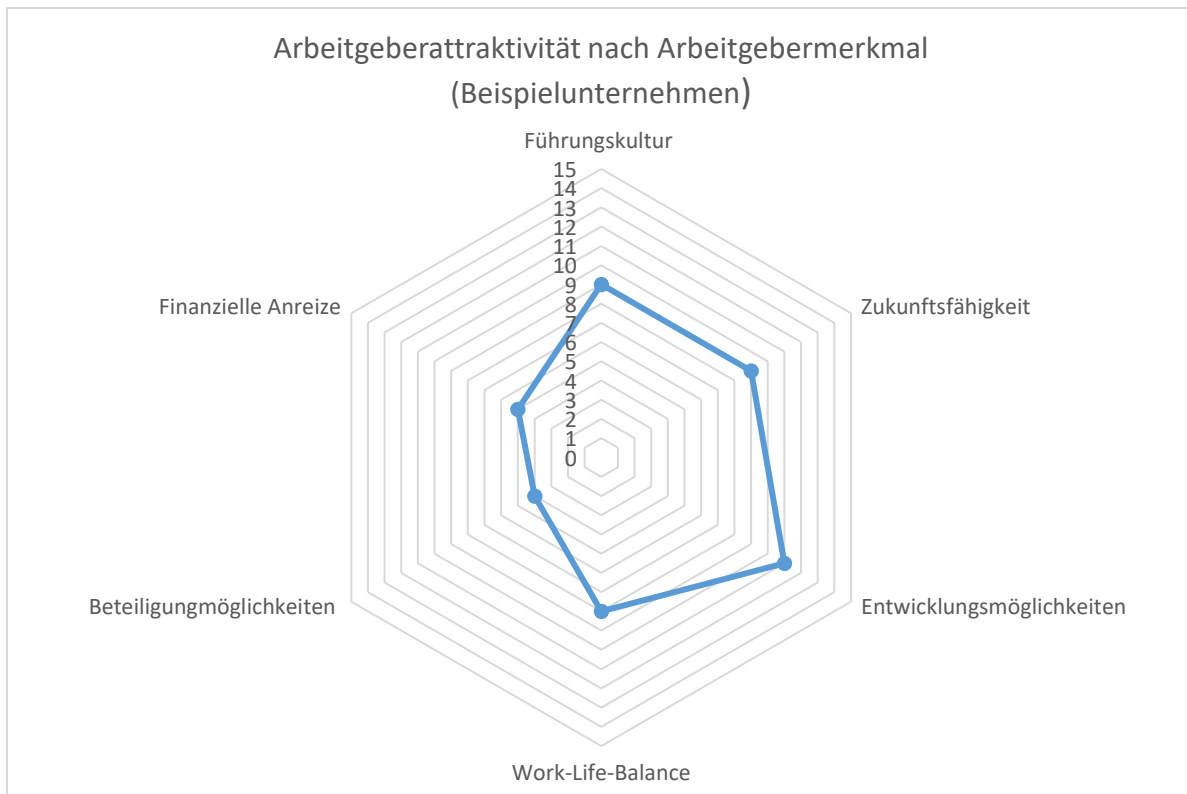 Arbeitgeberattraktivität nach Arbeitgebermerkmal
(Beispielunternehmen)
Führungskultur
15
14
13
12
11
10
9
8
7
6
5
4
3
2
1
0
Finanzielle Anreize
Zukunftsfähigkeit
Beteiligungmöglichkeiten
Entwicklungsmöglichkeiten
Work-Life-Balance